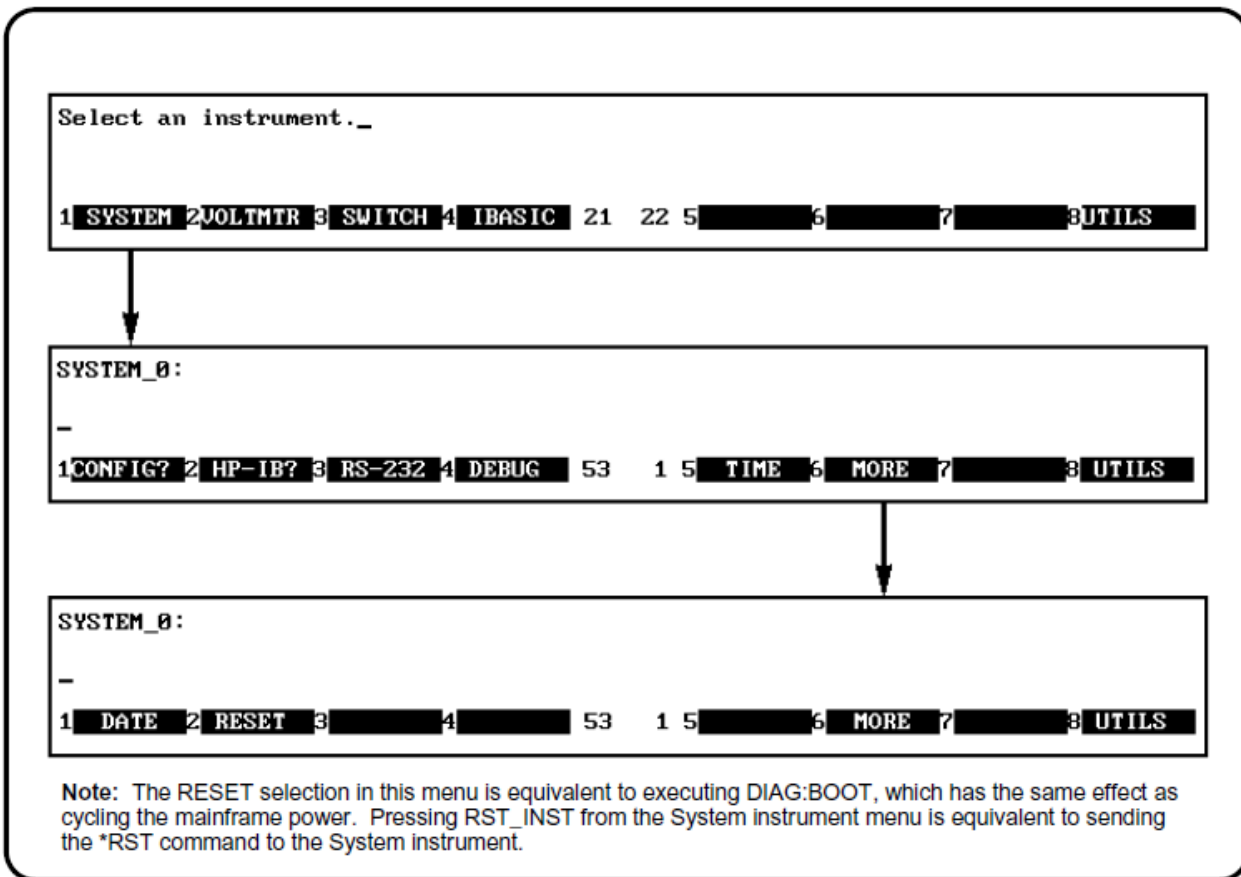 Select an instrument._
1 SYSTEM 2VOLTMTR 3 SWITCH 4 IBASIC 21 22 5 6 7 8UTILS
SYSTEM_0:
_
1CONFIG? 2 HP-IB? 3 RS-232 4 DEBUG 53 1 5 TIME 6 MORE 7 8 UTILS
SYSTEM_0:
_
1 DATE 2 RESET 3 4 53 1 5 6 MORE 7 8 UTILS
Note: The RESET selection in this menu is equivalent to executing DIAG:BOOT, which has the same effect as
cycling the mainframe power. Pressing RST_INST from the System instrument menu is equivalent to sending
the *RST command to the System instrument.